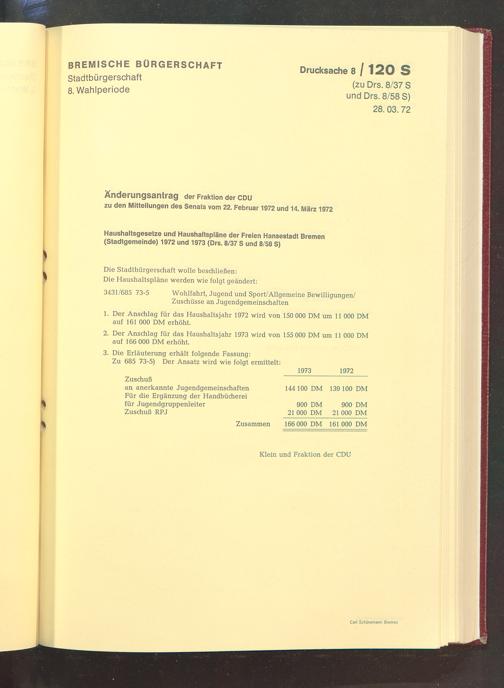 BREMISCHE BÜRGERSCHAFT
Stadtbürgerschaft
8. Wahlperiode
Drucksache 8 / 120 S
(zu Drs. 8/37 S
und Drs. 8/58 S)
28. 03. 72
Änderungsantrag der Fraktion der CDU
zu den Mitteilungen des Senats vom 22. Februar 1972 und 14. März 1972
Haushaltsgesetze und Haushaltspläne der Freien Hansestadt Bremen
(Stadtgemeinde) 1972 und 1973 (Drs. 8/37 S und 8/58 S)
Die Stadtbürgerschaft wolle beschließen:
Die Haushaltspläne werden wie folgt geändert:
3431/685 73-5 Wohlfahrt, Jugend und Sport/Allgemeine Bewilligungen/
Zuschüsse an Jugendgemeinschaften
1. Der Anschlag für das Haushaltsjahr 1972 wird von 150 000 DM um 11 000 DM
auf 161 000 DM erhöht.
2. Der Anschlag für das Haushaltsjahr 1973 wird von 155 000 DM um 11 000 DM
auf 166 000 DM erhöht.
3. Die Erläuterung erhält folgende Fassung:
Zu 685 73-5) Der Ansatz wird wie folgt ermittelt:
1973 1972
Zuschuß
an anerkannte Jugendgemeinschaften 144 100 DM 139 100 DM
Für die Ergänzung der Handbücherei
für Jugendgruppenleiter 900 DM 900 DM
Zuschuß RPJ 21 000 DM 21 000 DM
Zusammen 166 000 DM 161 000 DM
Klein und Fraktion der CDU
Carl Schünemann Bremen